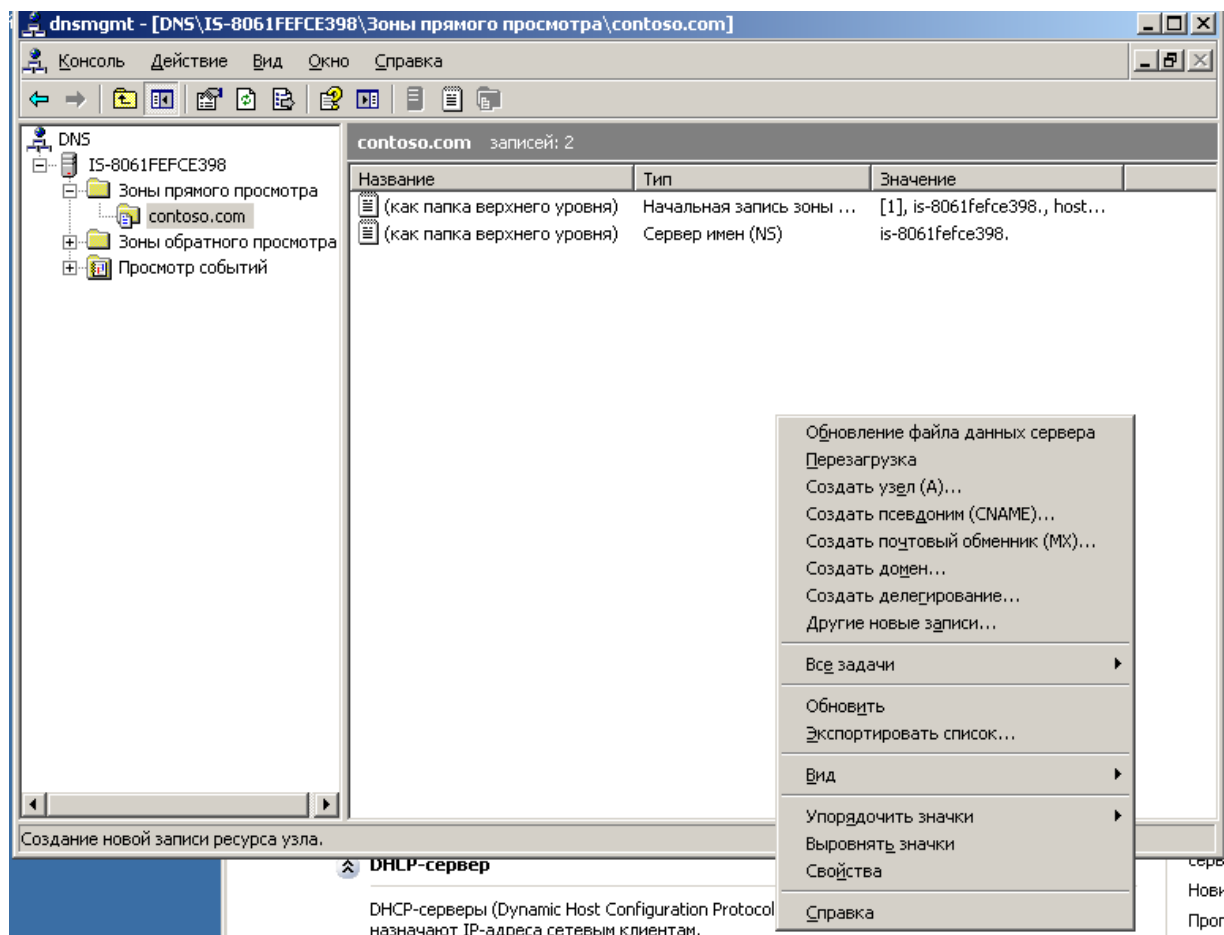 dnsmgmt - [DNS\IS-8061FEFCE398\Зоны прямого просмотра\contoso.com]
Консоль Действие Вид Окно Справка
DNS
IS-8061FEFCE398
Зоны прямого просмотра
contoso.com
Зоны обратного просмотра
Просмотр событий
contoso.com записей: 2
Название Тип Значение
(как папка верхнего уровня) Начальная запись зоны ... [1], is-8061fefce398., host...
(как папка верхнего уровня) Сервер имен (NS) is-8061fefce398.
Обновление файла данных сервера
Перезагрузка
Создать узел (A)...
Создать псевдоним (CNAME)...
Создать почтовый обменник (MX)...
Создать домен...
Создать делегирование...
Другие новые записи...
Все задачи
Обновить
Экспортировать список...
Вид
Упорядочить значки
Выровнять значки
Свойства
Справка
Создание новой записи ресурса узла.
DHCP-сервер
DHCP-серверы (Dynamic Host Configuration Protocol
назначают IP-адреса сетевым клиентам.